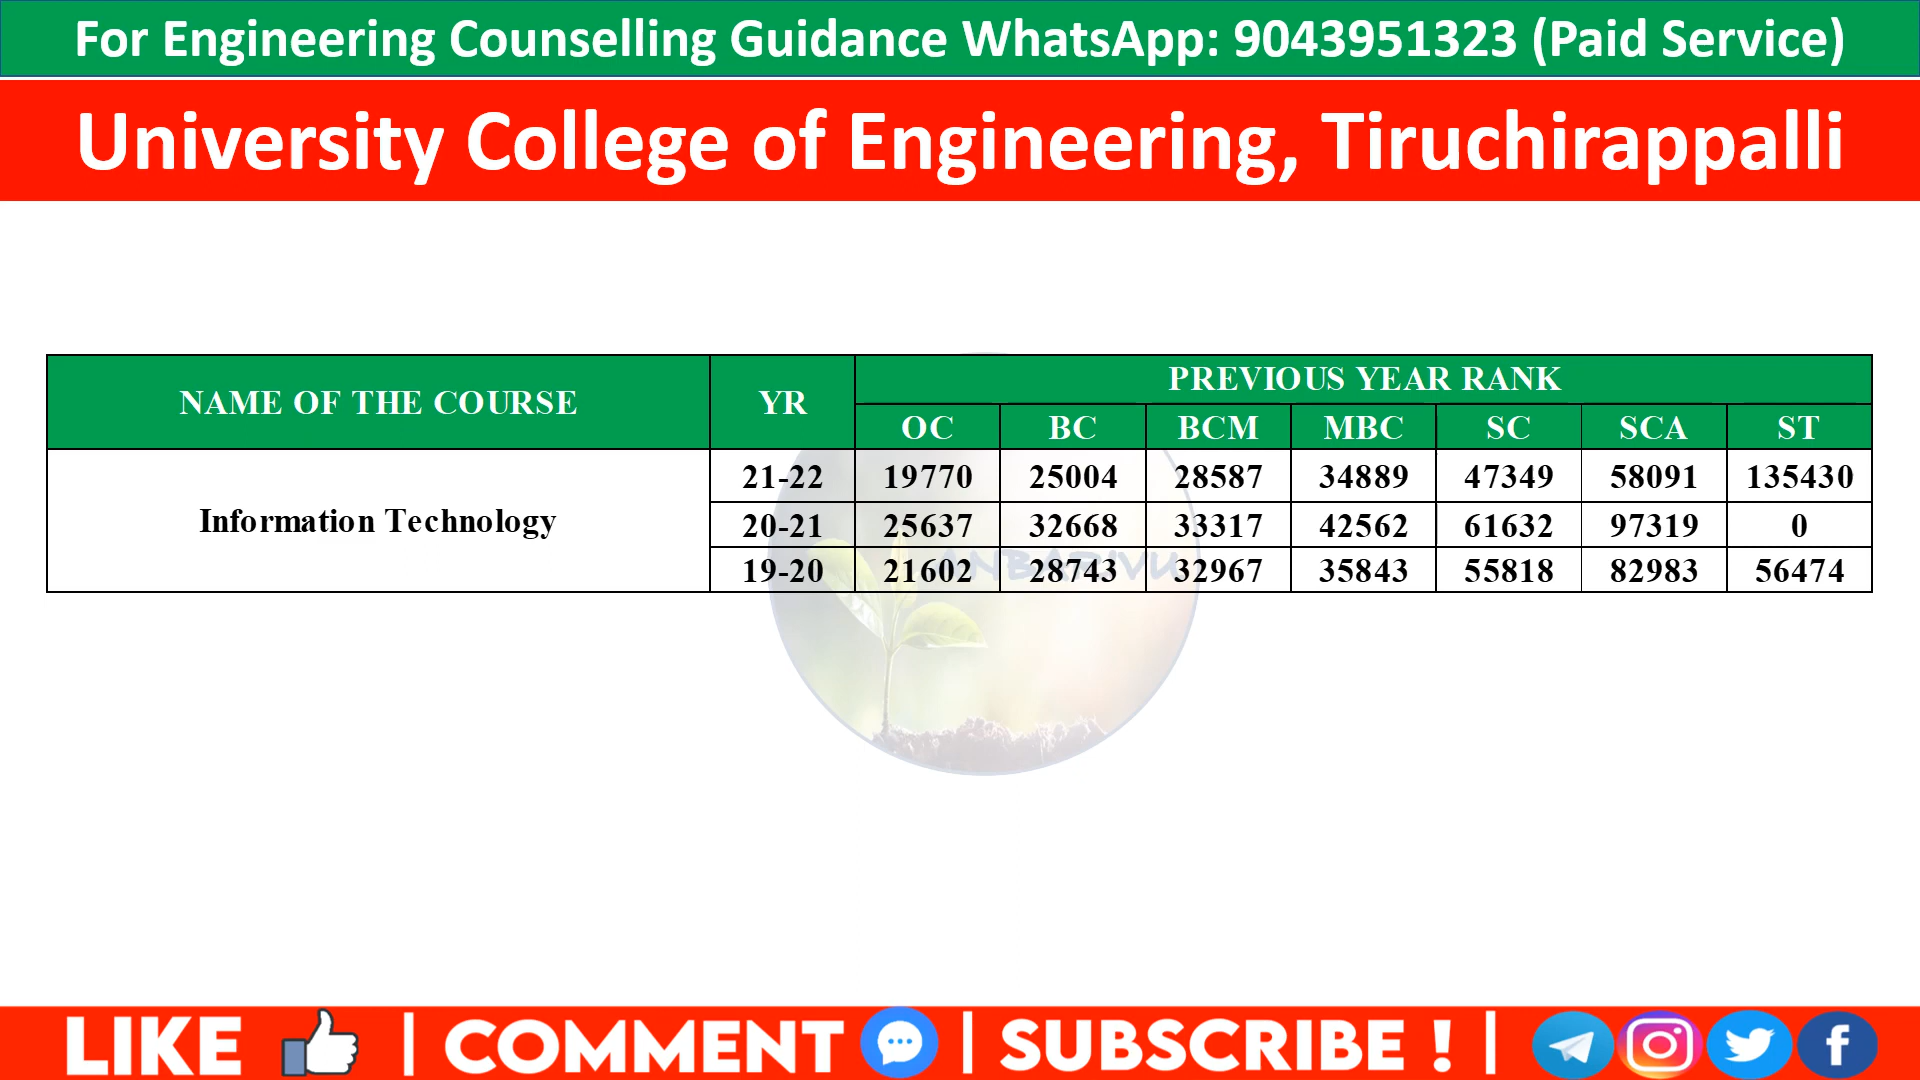 For Engineering Counselling Guidance WhatsApp: 9043951323 (Paid Service)
University College of Engineering, Tiruchirappalli
NAME OF THE COURSE YR PREVIOUS YEAR RANK
OC BC BCM MBC SC SCA ST
Information Technology
21-22 19770 25004 28587 34889 47349 58091 135430
20-21 25637 32668 33317 42562 61632 97319 0
19-20 21602 28743 32967 35843 55818 82983 56474
LIKE | COMMENT | SUBSCRIBE ! |